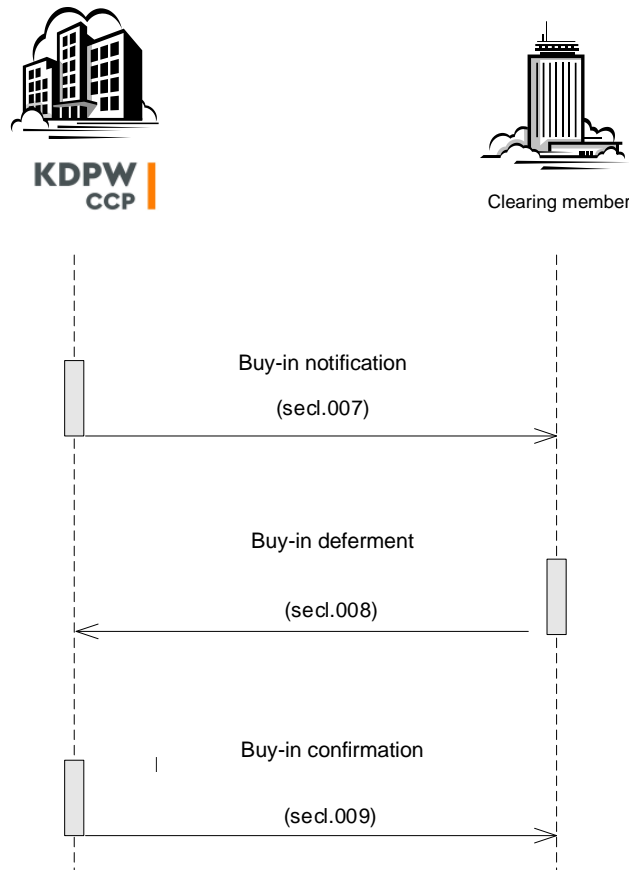 KDPW
CCP
Clearing member
Buy-in notification
(secl.007)
Buy-in deferment
(secl.008)
Buy-in confirmation
(secl.009)